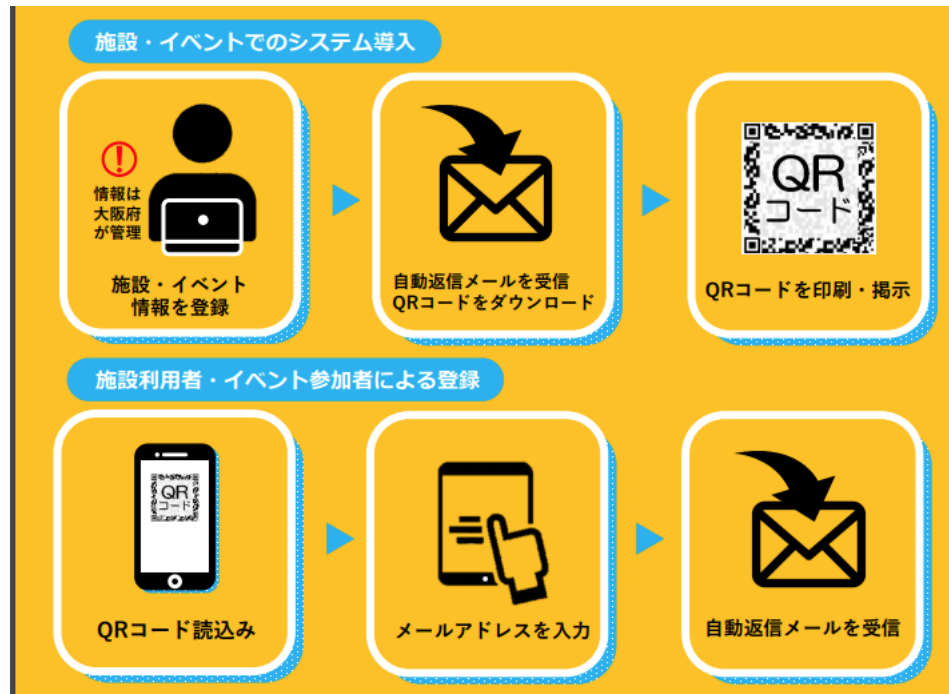 施設・イベントでのシステム導入
!
情報は
大阪府
が管理
施設・イベント
情報を登録
自動返信メールを受信
QRコードをダウンロード
QR
コード
QRコードを印刷・掲示
施設利用者・イベント参加者による登録
QR
コード
QRコード読込み
メールアドレスを入力
自動返信メールを受信